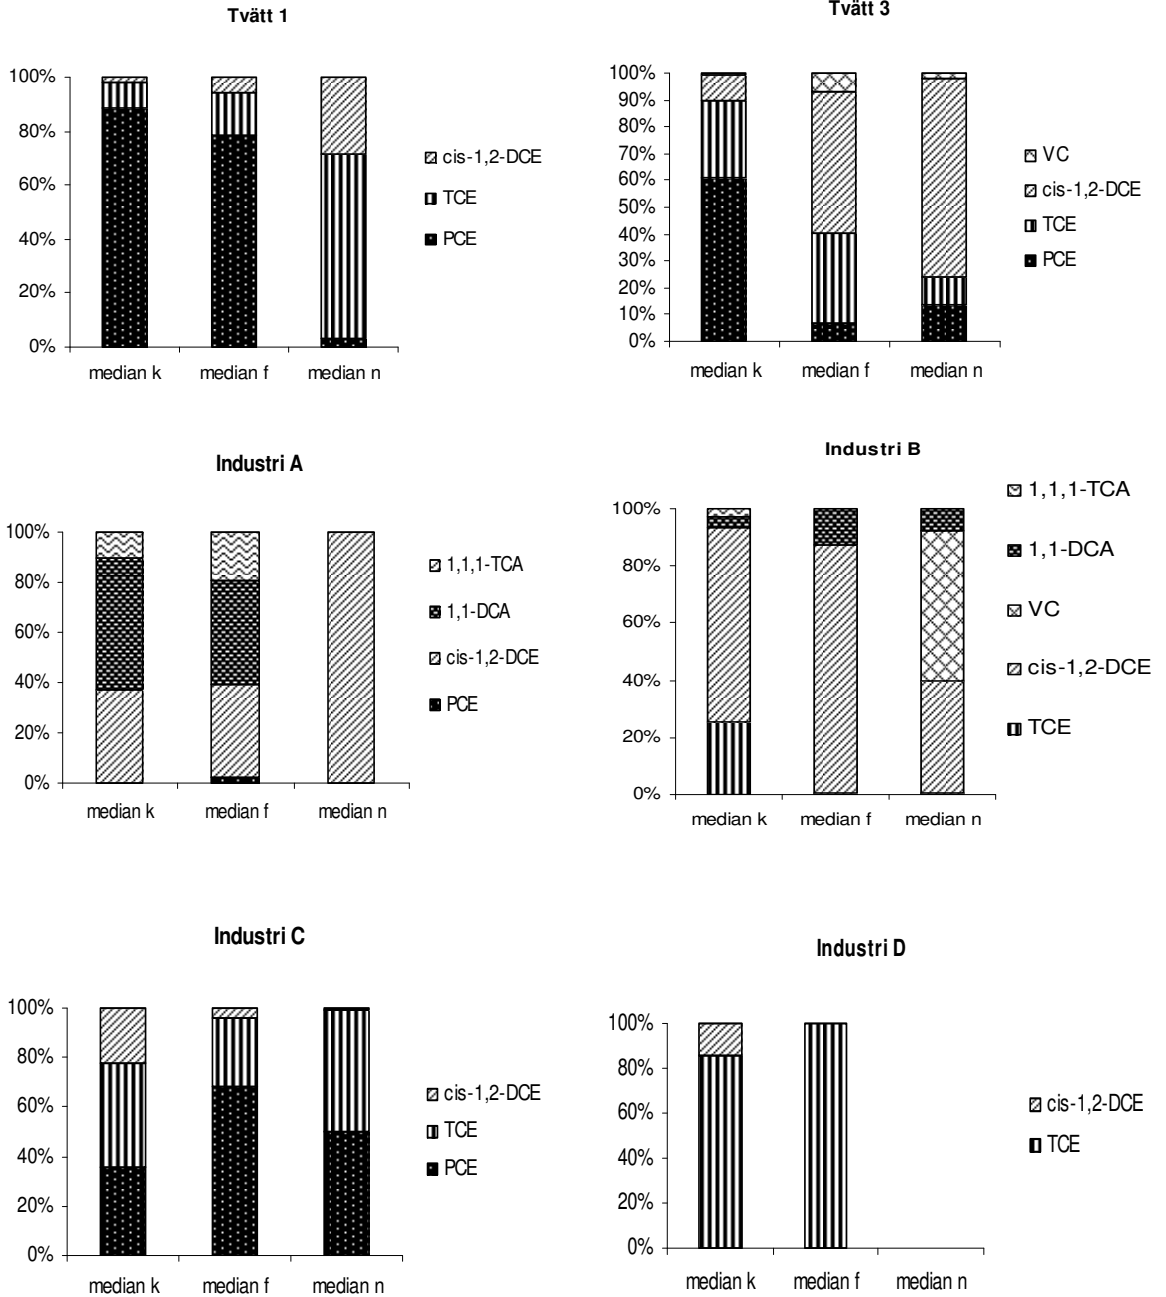 Tvätt 1
100%
80%
60%
40%
20%
0%
median k median f median n
cis-1,2-DCE
TCE
PCE
Tvätt 3
100%
90%
80%
70%
60%
50%
40%
30%
20%
10%
0%
median k median f median n
VC
cis-1,2-DCE
TCE
PCE
Industri A
100%
80%
60%
40%
20%
0%
median k median f median n
1,1,1-TCA
1,1-DCA
cis-1,2-DCE
PCE
Industri B
100%
80%
60%
40%
20%
0%
median k median f median n
1,1,1-TCA
1,1-DCA
VC
cis-1,2-DCE
TCE
Industri C
100%
80%
60%
40%
20%
0%
median k median f median n
cis-1,2-DCE
TCE
PCE
Industri D
100%
80%
60%
40%
20%
0%
median k median f median n
cis-1,2-DCE
TCE